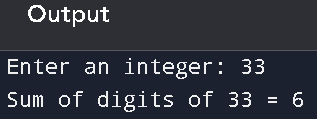 Output
Enter an integer: 33
Sum of digits of 33 = 6